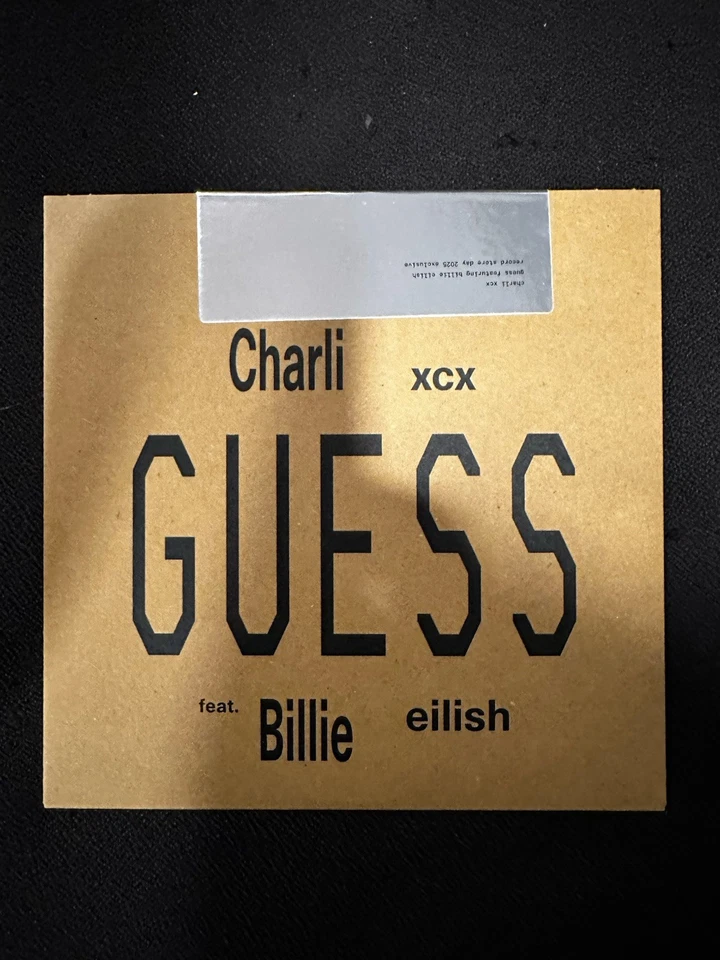 charli xcx
guess featuring billie eilish
record store day 2025 exclusive
Charli xcx
GUESS
feat. Billie eilish